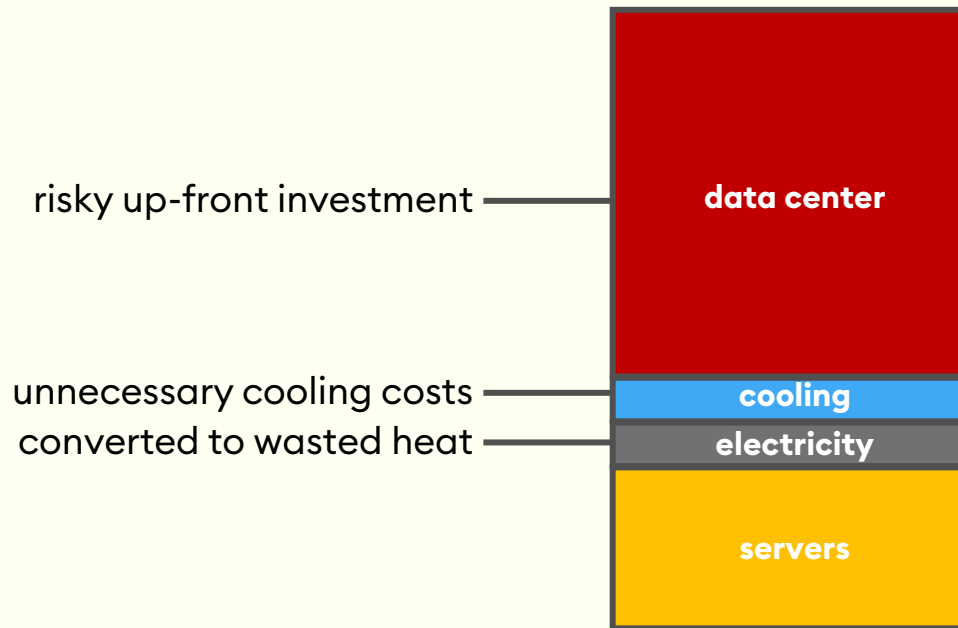 risky up-front investment
data center
unnecessary cooling costs
cooling
converted to wasted heat
electricity
servers